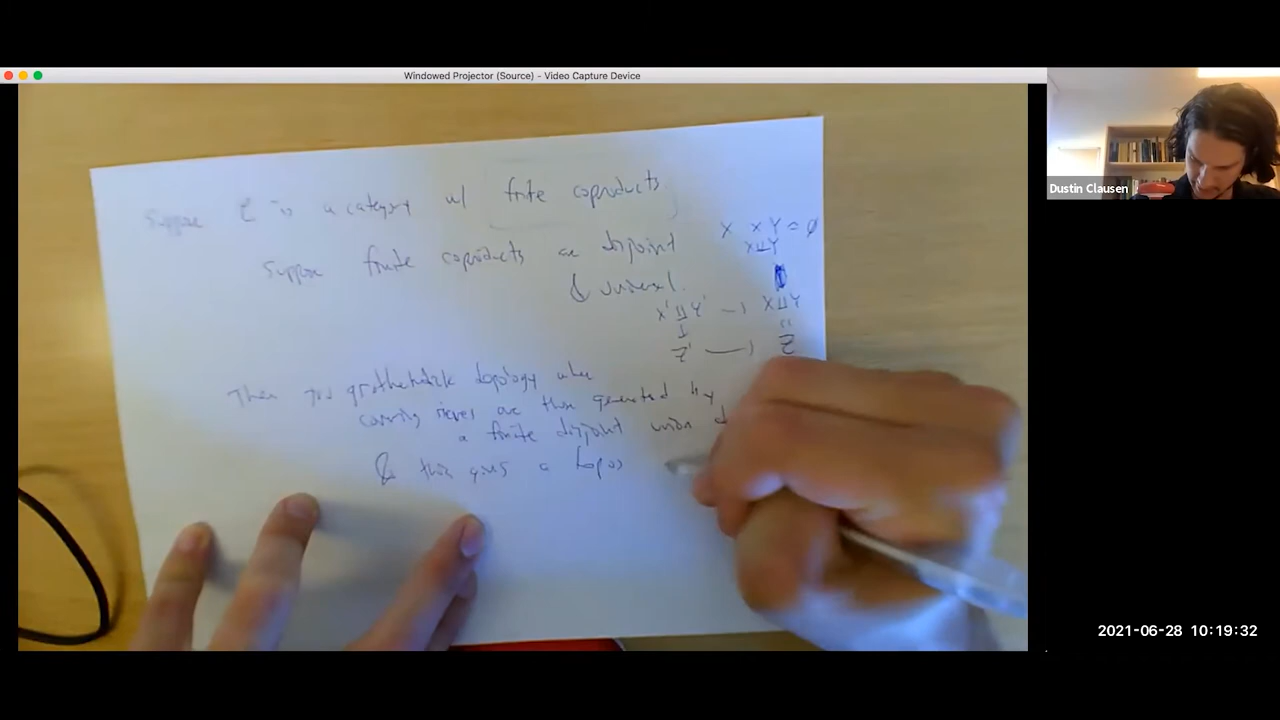 Windowed Projector (Source) - Video Capture Device
Suppose C is a category w/ finite coproducts
Suppose finite coproducts are disjoint
& universal.
X × Y = ∅
X⊔Y
X'⊔Y' → X⊔Y
↓ =
Z' → Z
Then grothendieck topology where
covering sieves are those generated by
a finite disjoint union
& this gives a topos
Dustin Clausen
2021-06-28 10:19:32